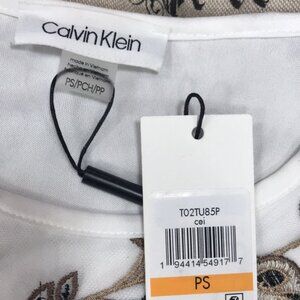 Calvin Klein
made in Vietnam
PS/PCH/PP
T02TU85P
cei
1 94414 54917 7
PS